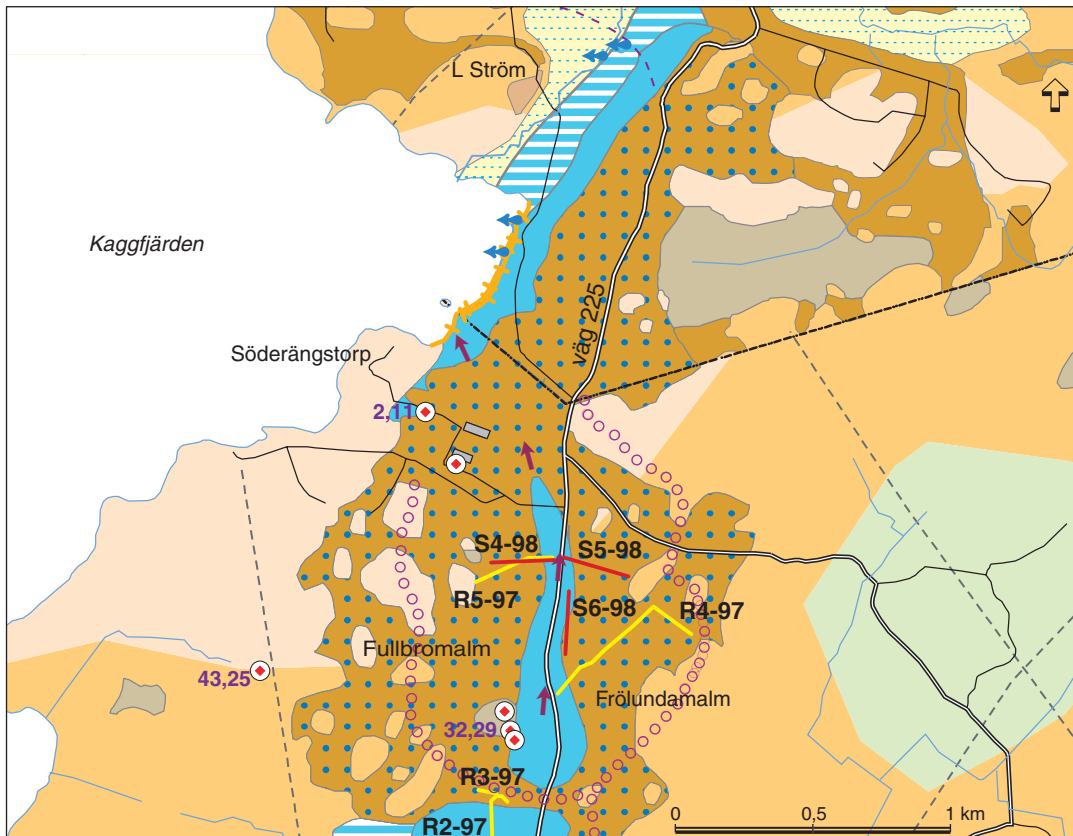 L Ström
Kaggfjärden
väg 225
Söderängstorp
2,11
S4-98
S5-98
R5-97
S6-98
R4-97
Fullbromalm
43,25
Frölundamalm
32,29
R3-97
0
0,5
1 km
R2-97